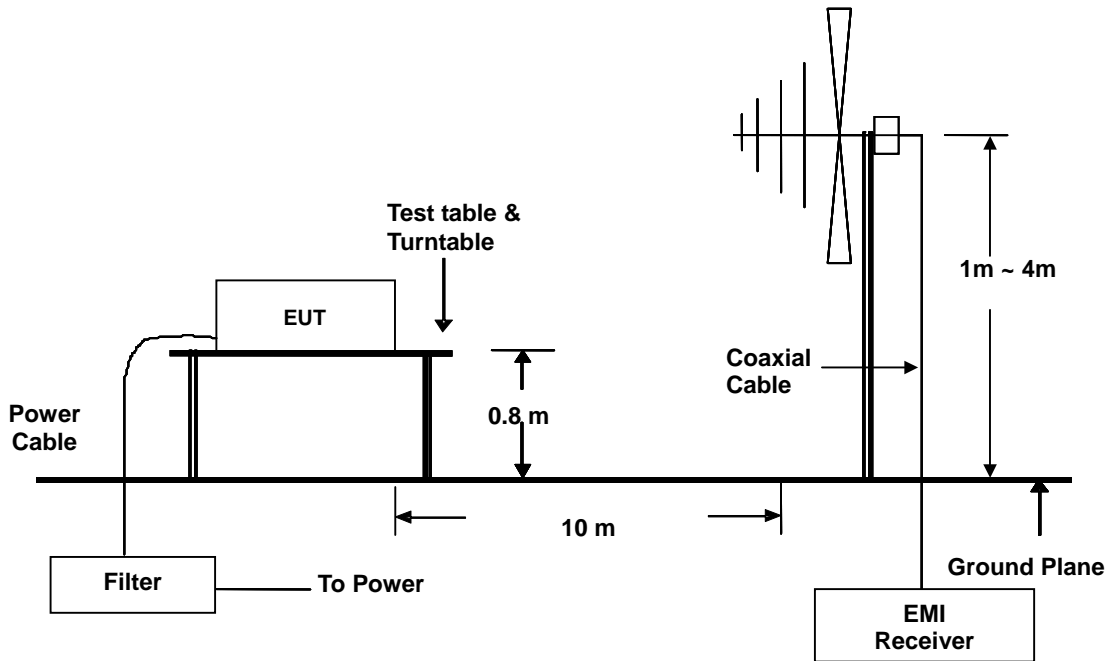 Test table &
Turntable
EUT
1m ~ 4m
Coaxial
Cable
0.8 m
Power
Cable
10 m
Filter
To Power
Ground Plane
EMI
Receiver